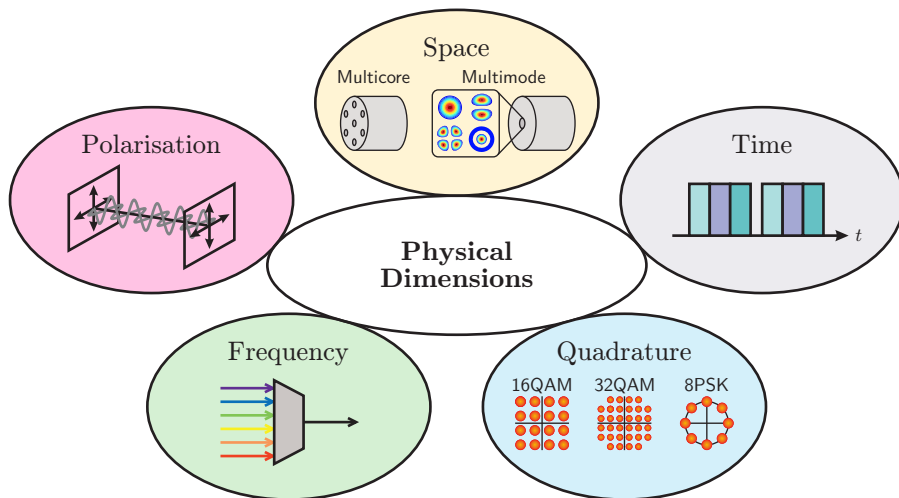 Space
Multicore
Multimode
Polarisation
Time
t
Physical
Dimensions
Frequency
Quadrature
16QAM
32QAM
8PSK